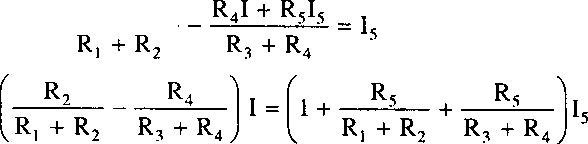 R₁ + R₂ − (R₄I + R₅I₅)/(R₃ + R₄) = I₅
(R₂/(R₁ + R₂) − R₄/(R₃ + R₄)) I = (1 + R₅/(R₁ + R₂) + R₅/(R₃ + R₄)) I₅